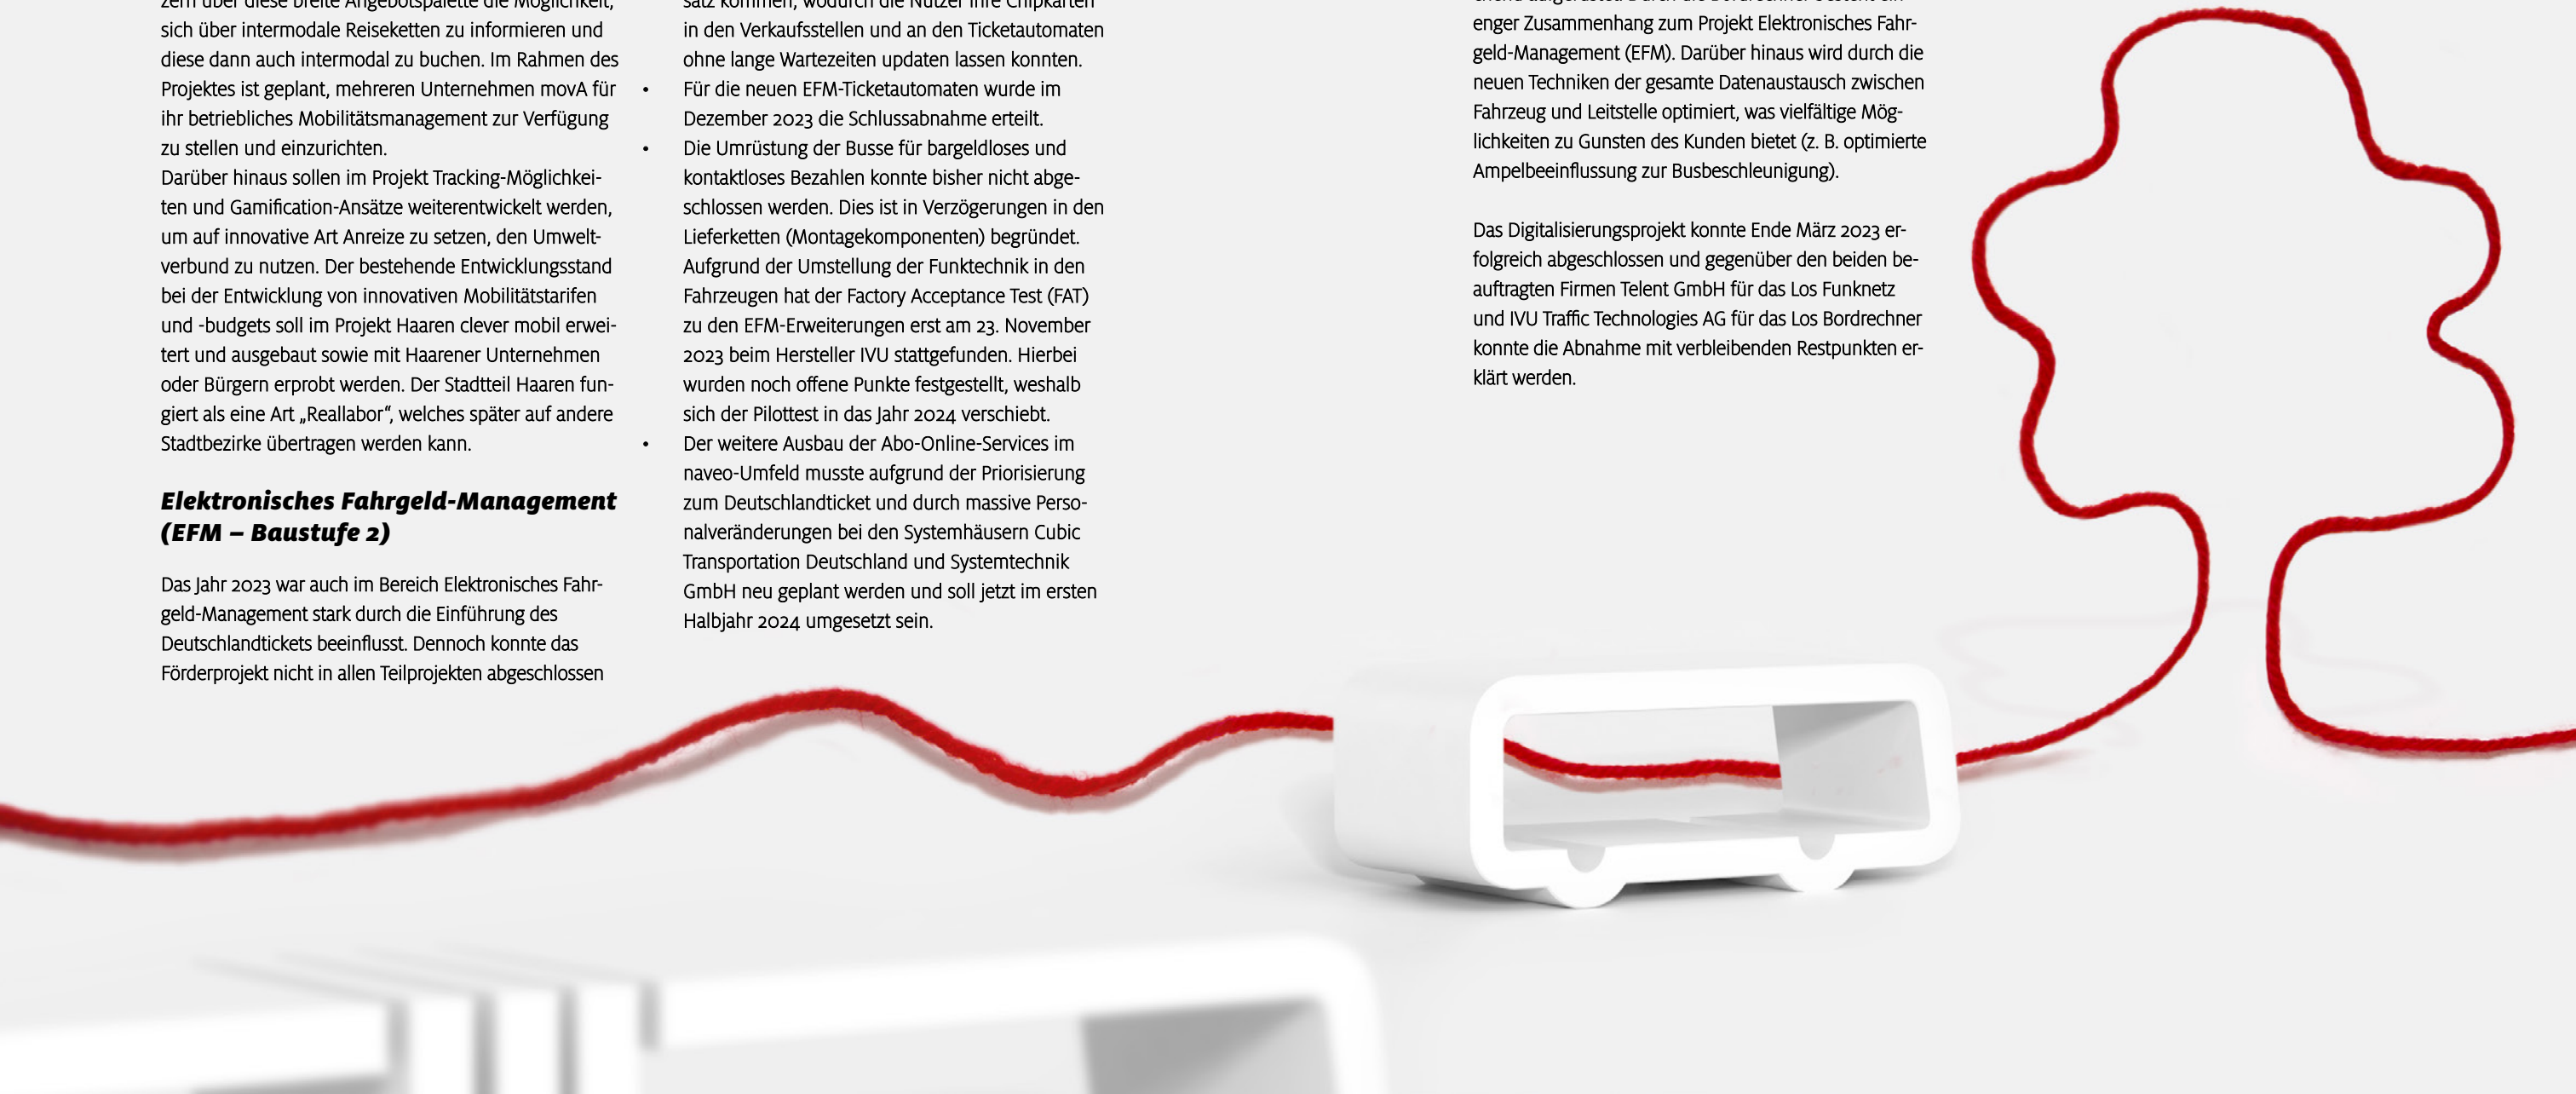 zern über diese breite Angebotspalette die Möglichkeit,
sich über intermodale Reiseketten zu informieren und
diese dann auch intermodal zu buchen. Im Rahmen des
Projektes ist geplant, mehreren Unternehmen movA für
ihr betriebliches Mobilitätsmanagement zur Verfügung
zu stellen und einzurichten.
Darüber hinaus sollen im Projekt Tracking-Möglichkei-
ten und Gamification-Ansätze weiterentwickelt werden,
um auf innovative Art Anreize zu setzen, den Umwelt-
verbund zu nutzen. Der bestehende Entwicklungsstand
bei der Entwicklung von innovativen Mobilitätstarifen
und -budgets soll im Projekt Haaren clever mobil erwei-
tert und ausgebaut sowie mit Haarener Unternehmen
oder Bürgern erprobt werden. Der Stadtteil Haaren fun-
giert als eine Art „Reallabor“, welches später auf andere
Stadtbezirke übertragen werden kann.
Elektronisches Fahrgeld-Management
(EFM – Baustufe 2)
Das Jahr 2023 war auch im Bereich Elektronisches Fahr-
geld-Management stark durch die Einführung des
Deutschlandtickets beeinflusst. Dennoch konnte das
Förderprojekt nicht in allen Teilprojekten abgeschlossen
satz kommen, wodurch die Nutzer ihre Chipkarten
in den Verkaufsstellen und an den Ticketautomaten
ohne lange Wartezeiten updaten lassen konnten.
• Für die neuen EFM-Ticketautomaten wurde im
Dezember 2023 die Schlussabnahme erteilt.
• Die Umrüstung der Busse für bargeldloses und
kontaktloses Bezahlen konnte bisher nicht abge-
schlossen werden. Dies ist in Verzögerungen in den
Lieferketten (Montagekomponenten) begründet.
Aufgrund der Umstellung der Funktechnik in den
Fahrzeugen hat der Factory Acceptance Test (FAT)
zu den EFM-Erweiterungen erst am 23. November
2023 beim Hersteller IVU stattgefunden. Hierbei
wurden noch offene Punkte festgestellt, weshalb
sich der Pilottest in das Jahr 2024 verschiebt.
• Der weitere Ausbau der Abo-Online-Services im
naveo-Umfeld musste aufgrund der Priorisierung
zum Deutschlandticket und durch massive Perso-
nalveränderungen bei den Systemhäusern Cubic
Transportation Deutschland und Systemtechnik
GmbH neu geplant werden und soll jetzt im ersten
Halbjahr 2024 umgesetzt sein.
enger Zusammenhang zum Projekt Elektronisches Fahr-
geld-Management (EFM). Darüber hinaus wird durch die
neuen Techniken der gesamte Datenaustausch zwischen
Fahrzeug und Leitstelle optimiert, was vielfältige Mög-
lichkeiten zu Gunsten des Kunden bietet (z. B. optimierte
Ampelbeeinflussung zur Busbeschleunigung).
Das Digitalisierungsprojekt konnte Ende März 2023 er-
folgreich abgeschlossen und gegenüber den beiden be-
auftragten Firmen Telent GmbH für das Los Funknetz
und IVU Traffic Technologies AG für das Los Bordrechner
konnte die Abnahme mit verbleibenden Restpunkten er-
klärt werden.